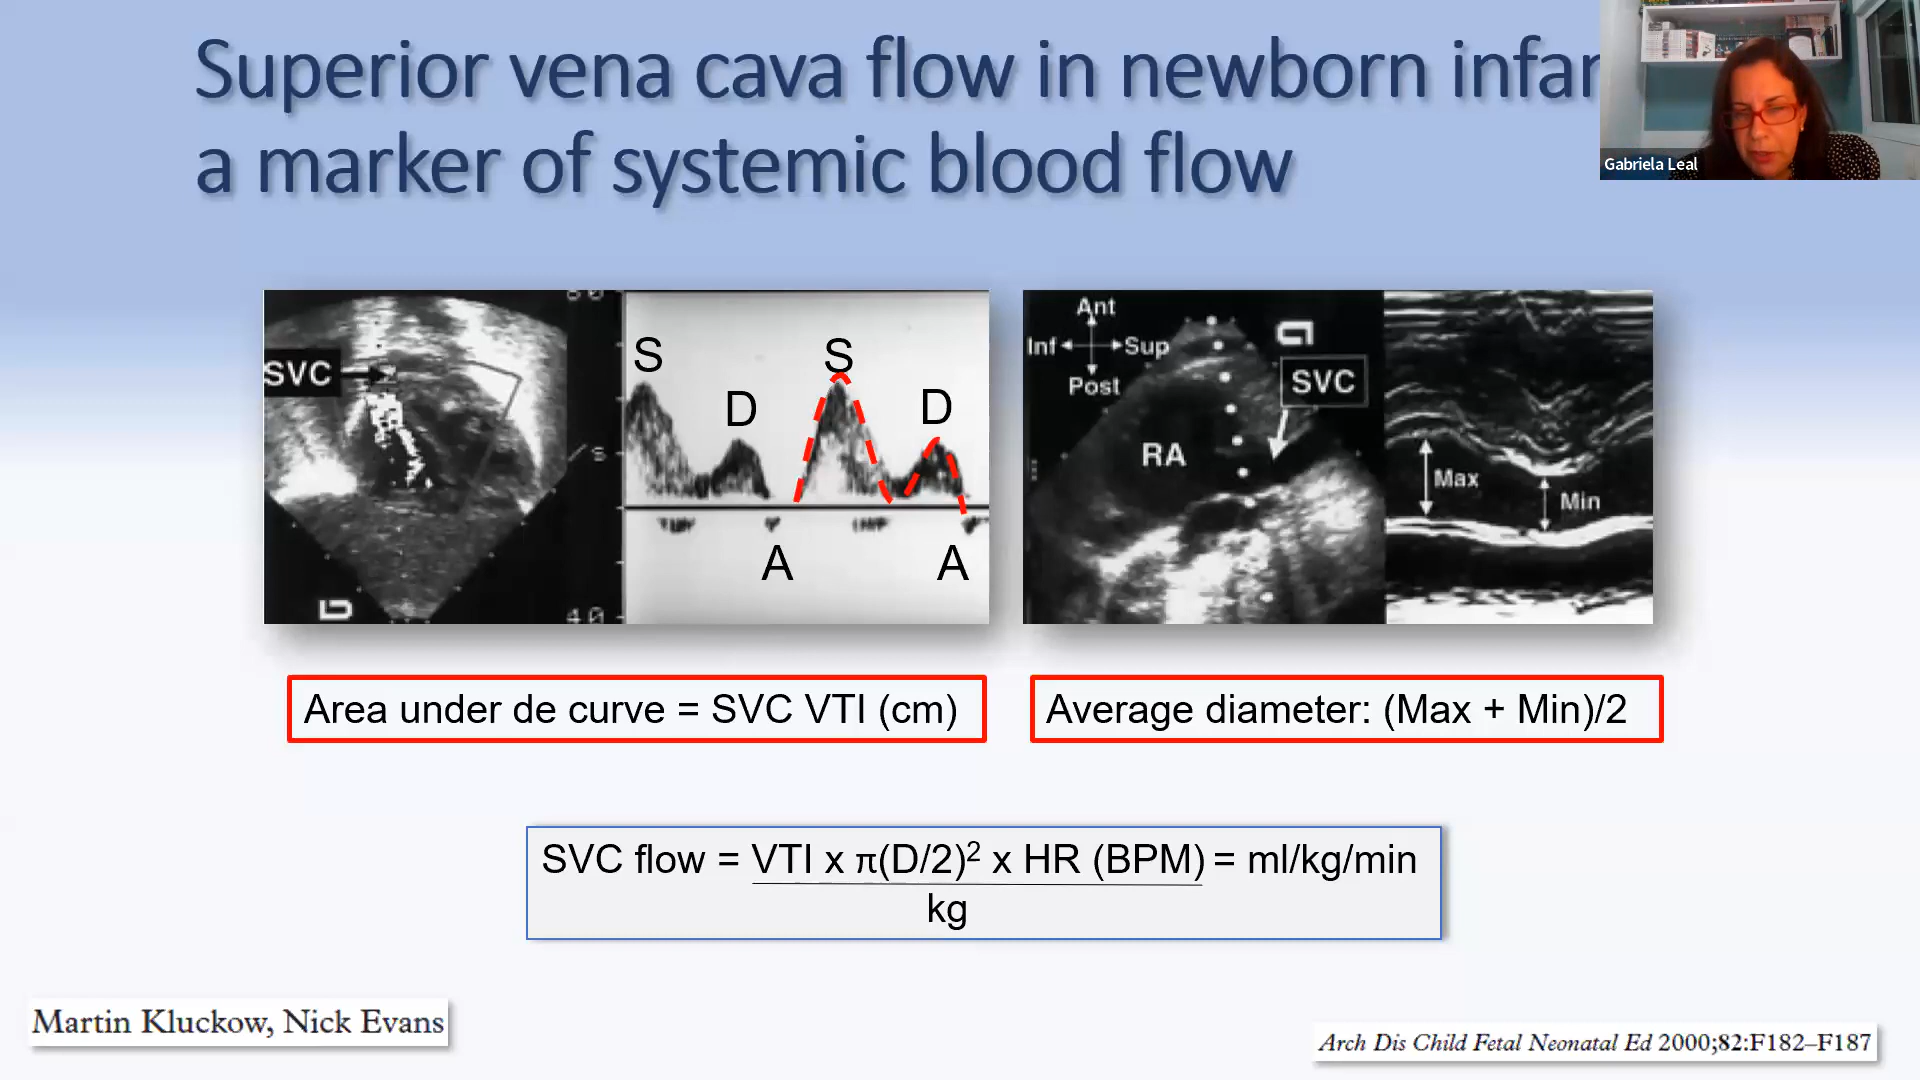 Superior vena cava flow in newborn infan
a marker of systemic blood flow
Gabriela Leal
SVC
S
D
S
D
A
A
80
/s
40
Ant
Inf
Sup
Post
RA
SVC
Max
Min
Area under de curve = SVC VTI (cm)
Average diameter: (Max + Min)/2
SVC flow = VTI x π(D/2)² x HR (BPM) = ml/kg/min
kg
Martin Kluckow, Nick Evans
Arch Dis Child Fetal Neonatal Ed 2000;82:F182–F187